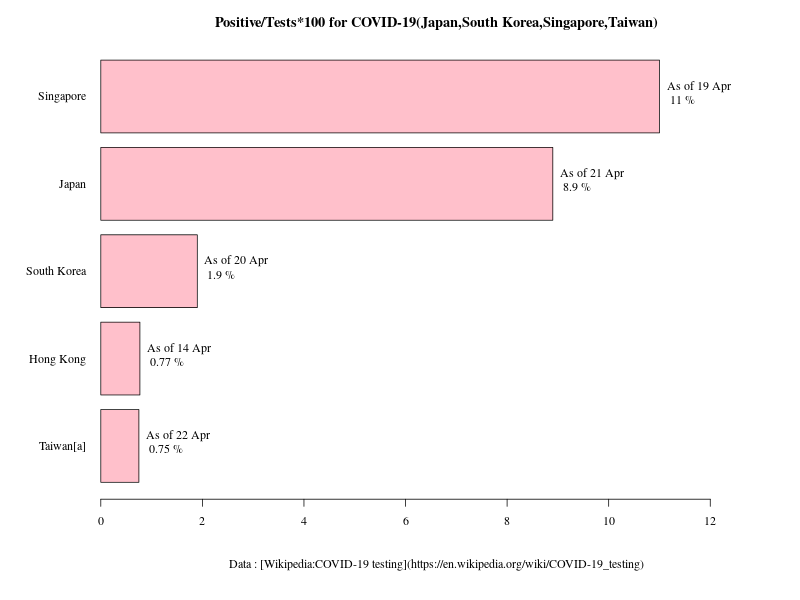 Positive/Tests*100 for COVID-19(Japan,South Korea,Singapore,Taiwan)
Singapore
As of 19 Apr
11 %
Japan
As of 21 Apr
8.9 %
South Korea
As of 20 Apr
1.9 %
Hong Kong
As of 14 Apr
0.77 %
Taiwan[a]
As of 22 Apr
0.75 %
0 2 4 6 8 10 12
Data : [Wikipedia:COVID-19 testing](https://en.wikipedia.org/wiki/COVID-19_testing)